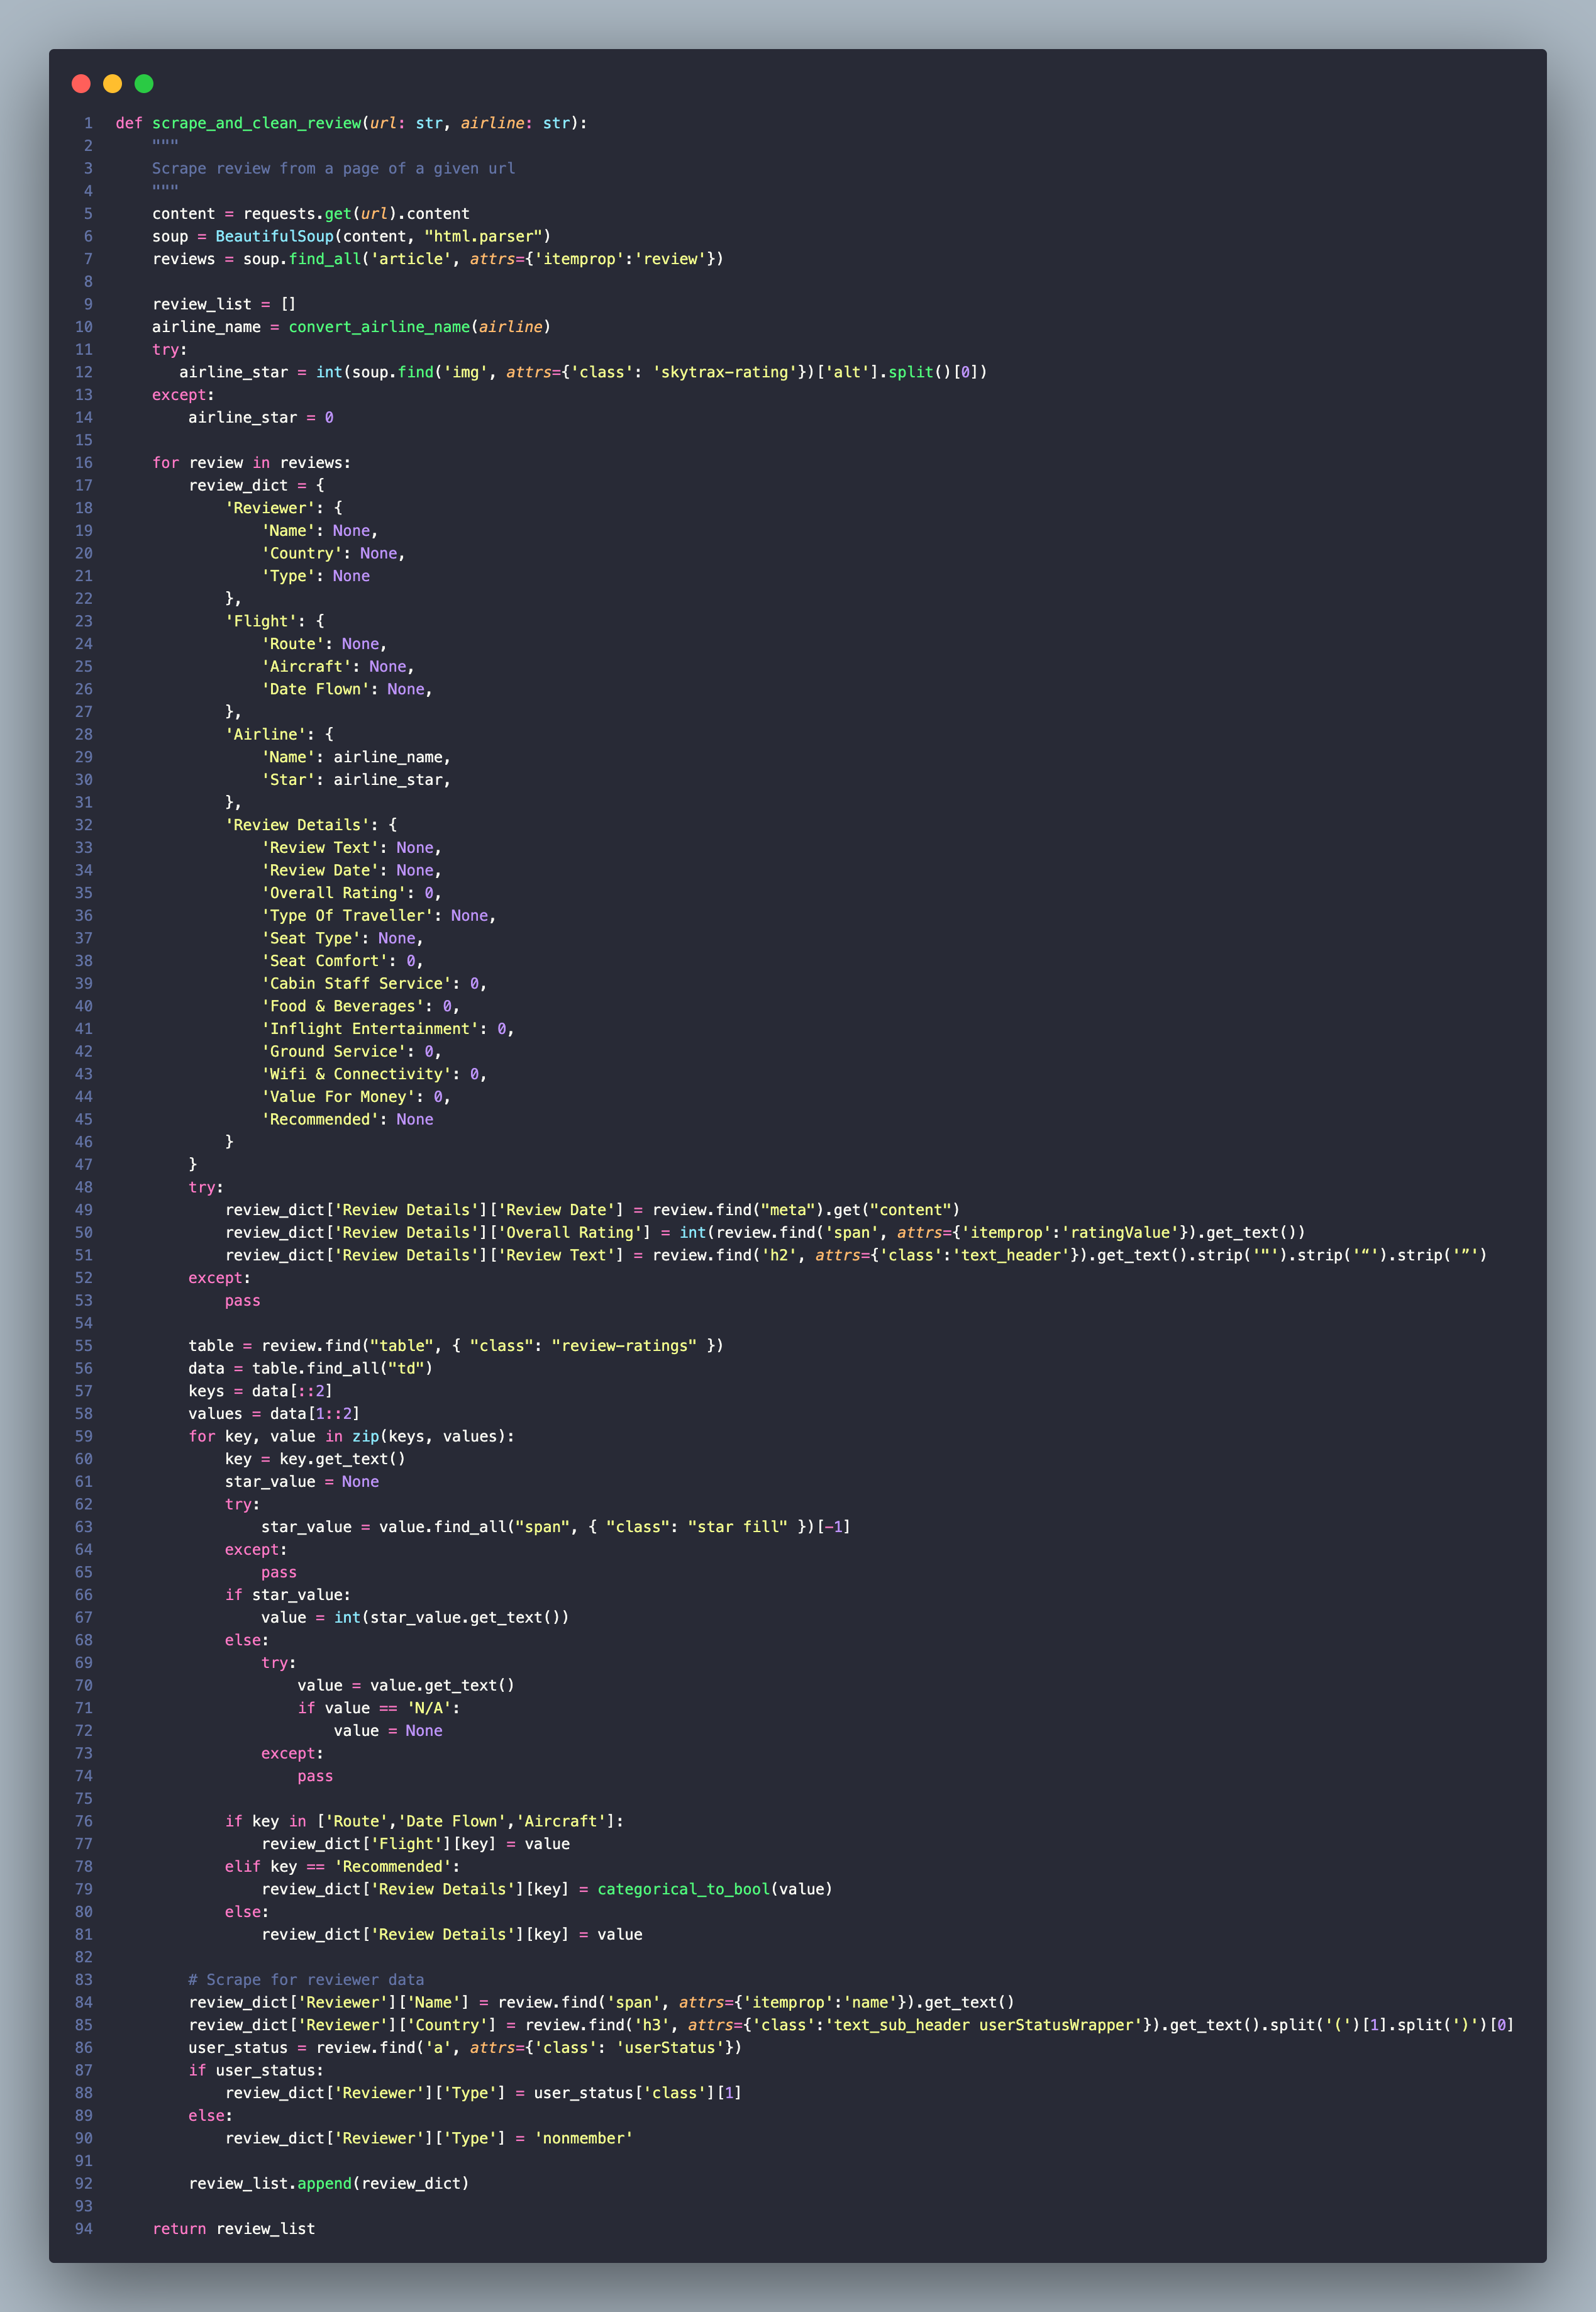 1 def scrape_and_clean_review(url: str, airline: str):
2     """
3     Scrape review from a page of a given url
4     """
5     content = requests.get(url).content
6     soup = BeautifulSoup(content, "html.parser")
7     reviews = soup.find_all('article', attrs={'itemprop':'review'})
8
9     review_list = []
10     airline_name = convert_airline_name(airline)
11     try:
12        airline_star = int(soup.find('img', attrs={'class': 'skytrax-rating'})['alt'].split()[0])
13     except:
14         airline_star = 0
15
16     for review in reviews:
17         review_dict = {
18             'Reviewer': {
19                 'Name': None,
20                 'Country': None,
21                 'Type': None
22             },
23             'Flight': {
24                 'Route': None,
25                 'Aircraft': None,
26                 'Date Flown': None,
27             },
28             'Airline': {
29                 'Name': airline_name,
30                 'Star': airline_star,
31             },
32             'Review Details': {
33                 'Review Text': None,
34                 'Review Date': None,
35                 'Overall Rating': 0,
36                 'Type Of Traveller': None,
37                 'Seat Type': None,
38                 'Seat Comfort': 0,
39                 'Cabin Staff Service': 0,
40                 'Food & Beverages': 0,
41                 'Inflight Entertainment': 0,
42                 'Ground Service': 0,
43                 'Wifi & Connectivity': 0,
44                 'Value For Money': 0,
45                 'Recommended': None
46             }
47         }
48         try:
49             review_dict['Review Details']['Review Date'] = review.find("meta").get("content")
50             review_dict['Review Details']['Overall Rating'] = int(review.find('span', attrs={'itemprop':'ratingValue'}).get_text())
51             review_dict['Review Details']['Review Text'] = review.find('h2', attrs={'class':'text_header'}).get_text().strip('"').strip('“').strip('”')
52         except:
53             pass
54
55         table = review.find("table", { "class": "review-ratings" })
56         data = table.find_all("td")
57         keys = data[::2]
58         values = data[1::2]
59         for key, value in zip(keys, values):
60             key = key.get_text()
61             star_value = None
62             try:
63                 star_value = value.find_all("span", { "class": "star fill" })[-1]
64             except:
65                 pass
66             if star_value:
67                 value = int(star_value.get_text())
68             else:
69                 try:
70                     value = value.get_text()
71                     if value == 'N/A':
72                         value = None
73                 except:
74                     pass
75
76             if key in ['Route','Date Flown','Aircraft']:
77                 review_dict['Flight'][key] = value
78             elif key == 'Recommended':
79                 review_dict['Review Details'][key] = categorical_to_bool(value)
80             else:
81                 review_dict['Review Details'][key] = value
82
83         # Scrape for reviewer data
84         review_dict['Reviewer']['Name'] = review.find('span', attrs={'itemprop':'name'}).get_text()
85         review_dict['Reviewer']['Country'] = review.find('h3', attrs={'class':'text_sub_header userStatusWrapper'}).get_text().split('(')[1].split(')')[0]
86         user_status = review.find('a', attrs={'class': 'userStatus'})
87         if user_status:
88             review_dict['Reviewer']['Type'] = user_status['class'][1]
89         else:
90             review_dict['Reviewer']['Type'] = 'nonmember'
91
92         review_list.append(review_dict)
93
94     return review_list